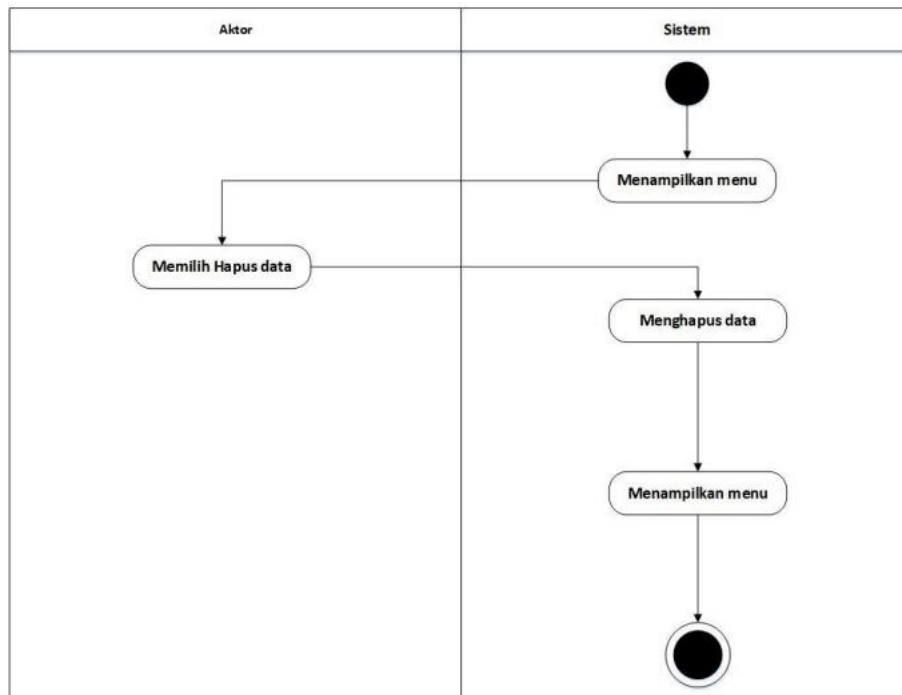 Aktor
Sistem
Menampilkan menu
Memilih Hapus data
Menghapus data
Menampilkan menu